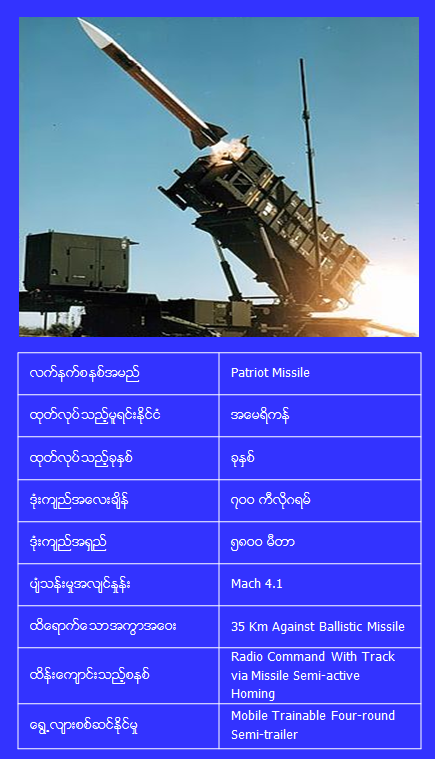 လက်နက်စနစ်အမည်
Patriot Missile
ထုတ်လုပ်သည့်မူရင်းနိုင်ငံ
အမေရိကန်
ထုတ်လုပ်သည့်ခုနှစ်
ခုနှစ်
ဒုံးကျည်အလေးချိန်
၇၀၀ ကီလိုဂရမ်
ဒုံးကျည်အရှည်
၅၈၀၀ မီတာ
ပျံသန်းမှုအလျင်နှုန်း
Mach 4.1
ထိရောက်သောအကွာအဝေး
35 Km Against Ballistic Missile
ထိန်းကျောင်းသည့်စနစ်
Radio Command With Track
via Missile Semi-active
Homing
ရွေ့လျားစစ်ဆင်နိုင်မှု
Mobile Trainable Four-round
Semi-trailer